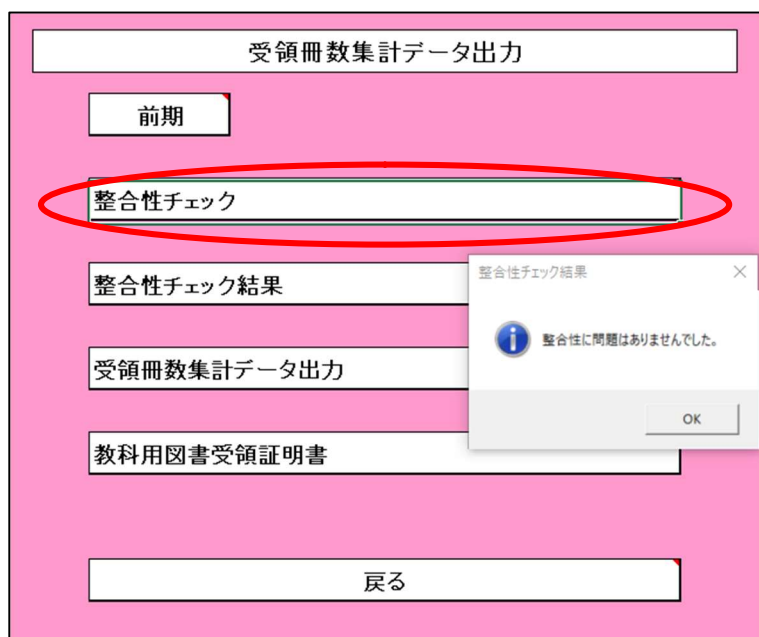 受領冊数集計データ出力
前期
整合性チェック
整合性チェック結果
整合性チェック結果
整合性に問題はありませんでした。
受領冊数集計データ出力
OK
教科用図書受領証明書
戻る